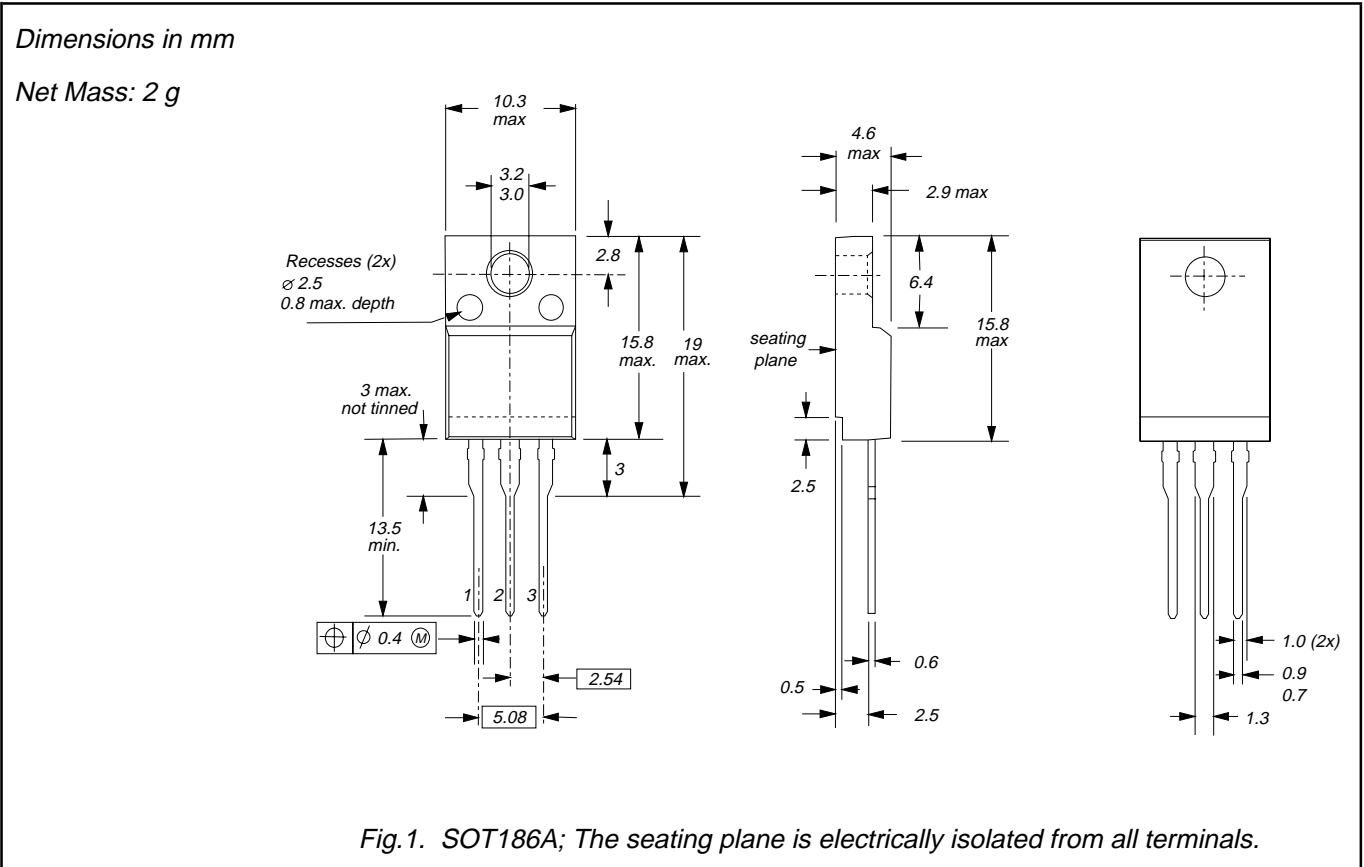 Dimensions in mm
Net Mass: 2 g
10.3
max
3.2
3.0
2.8
Recesses (2x)
⌀ 2.5
0.8 max. depth
15.8
max.
19
max.
3 max.
not tinned
3
13.5
min.
1 2 3
⌀ 0.4 Ⓜ
2.54
5.08
4.6
max
2.9 max
6.4
15.8
max
seating
plane
2.5
0.6
0.5
2.5
1.0 (2x)
0.9
0.7
1.3
Fig.1. SOT186A; The seating plane is electrically isolated from all terminals.